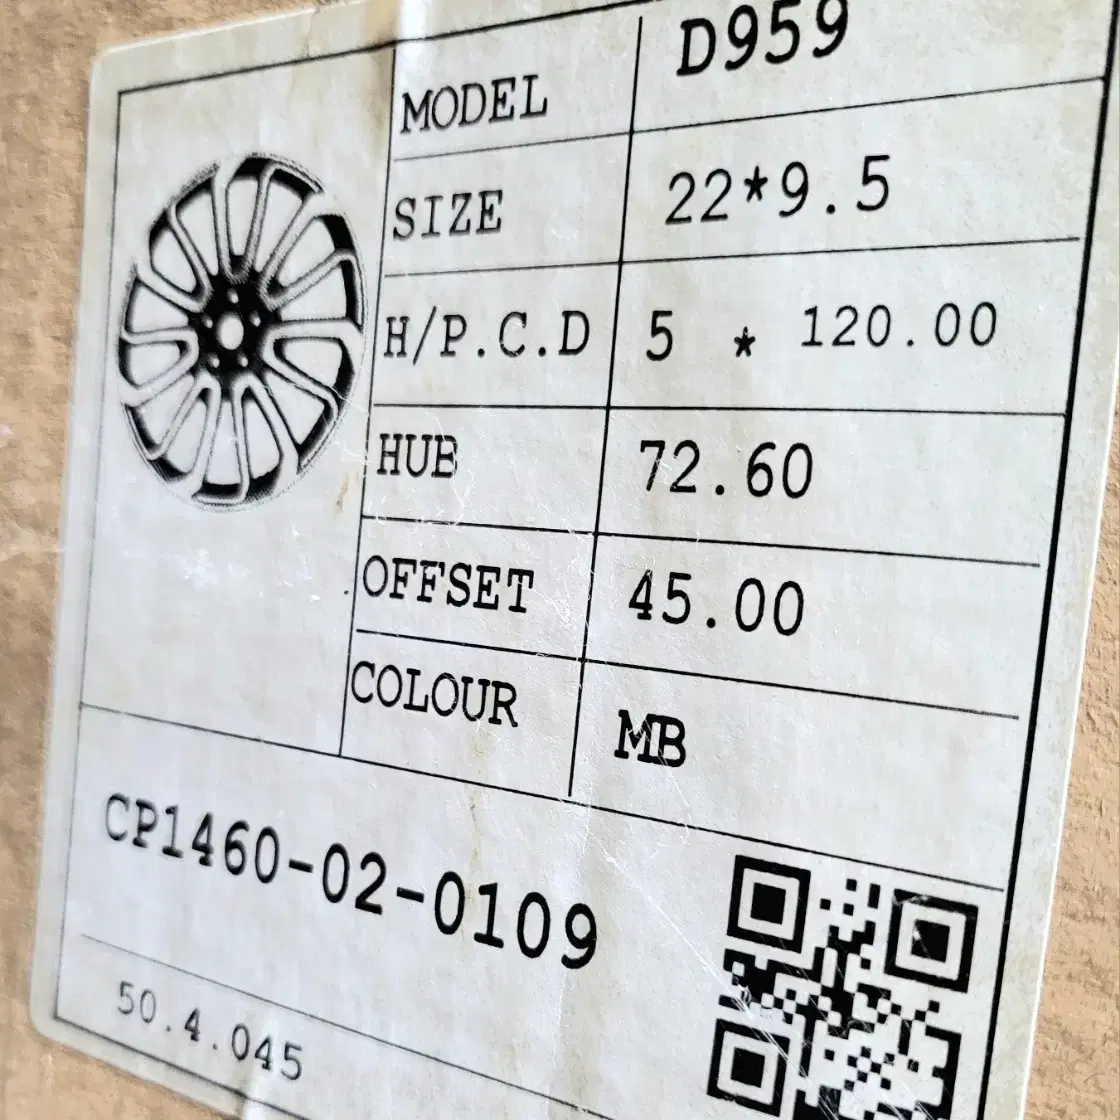 MODEL D959
SIZE 22*9.5
H/P.C.D 5 * 120.00
HUB 72.60
OFFSET 45.00
COLOUR MB
CP1460-02-0109
50.4.045